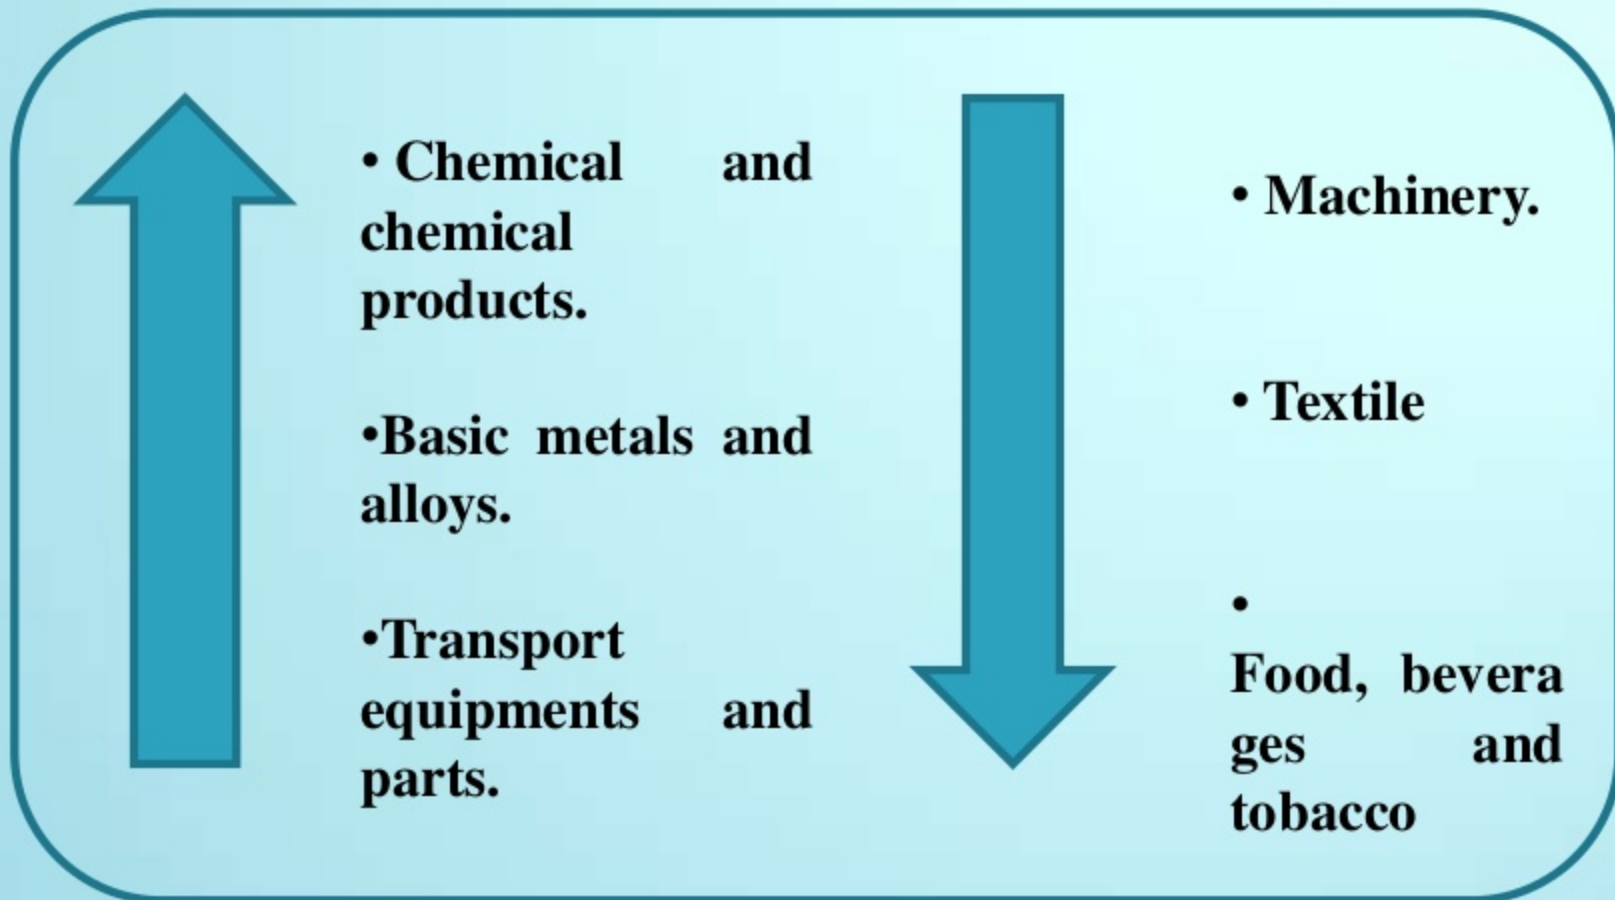 • Chemical and
chemical
products.
•Basic metals and
alloys.
•Transport
equipments and
parts.
• Machinery.
• Textile
•
Food, bevera
ges and
tobacco